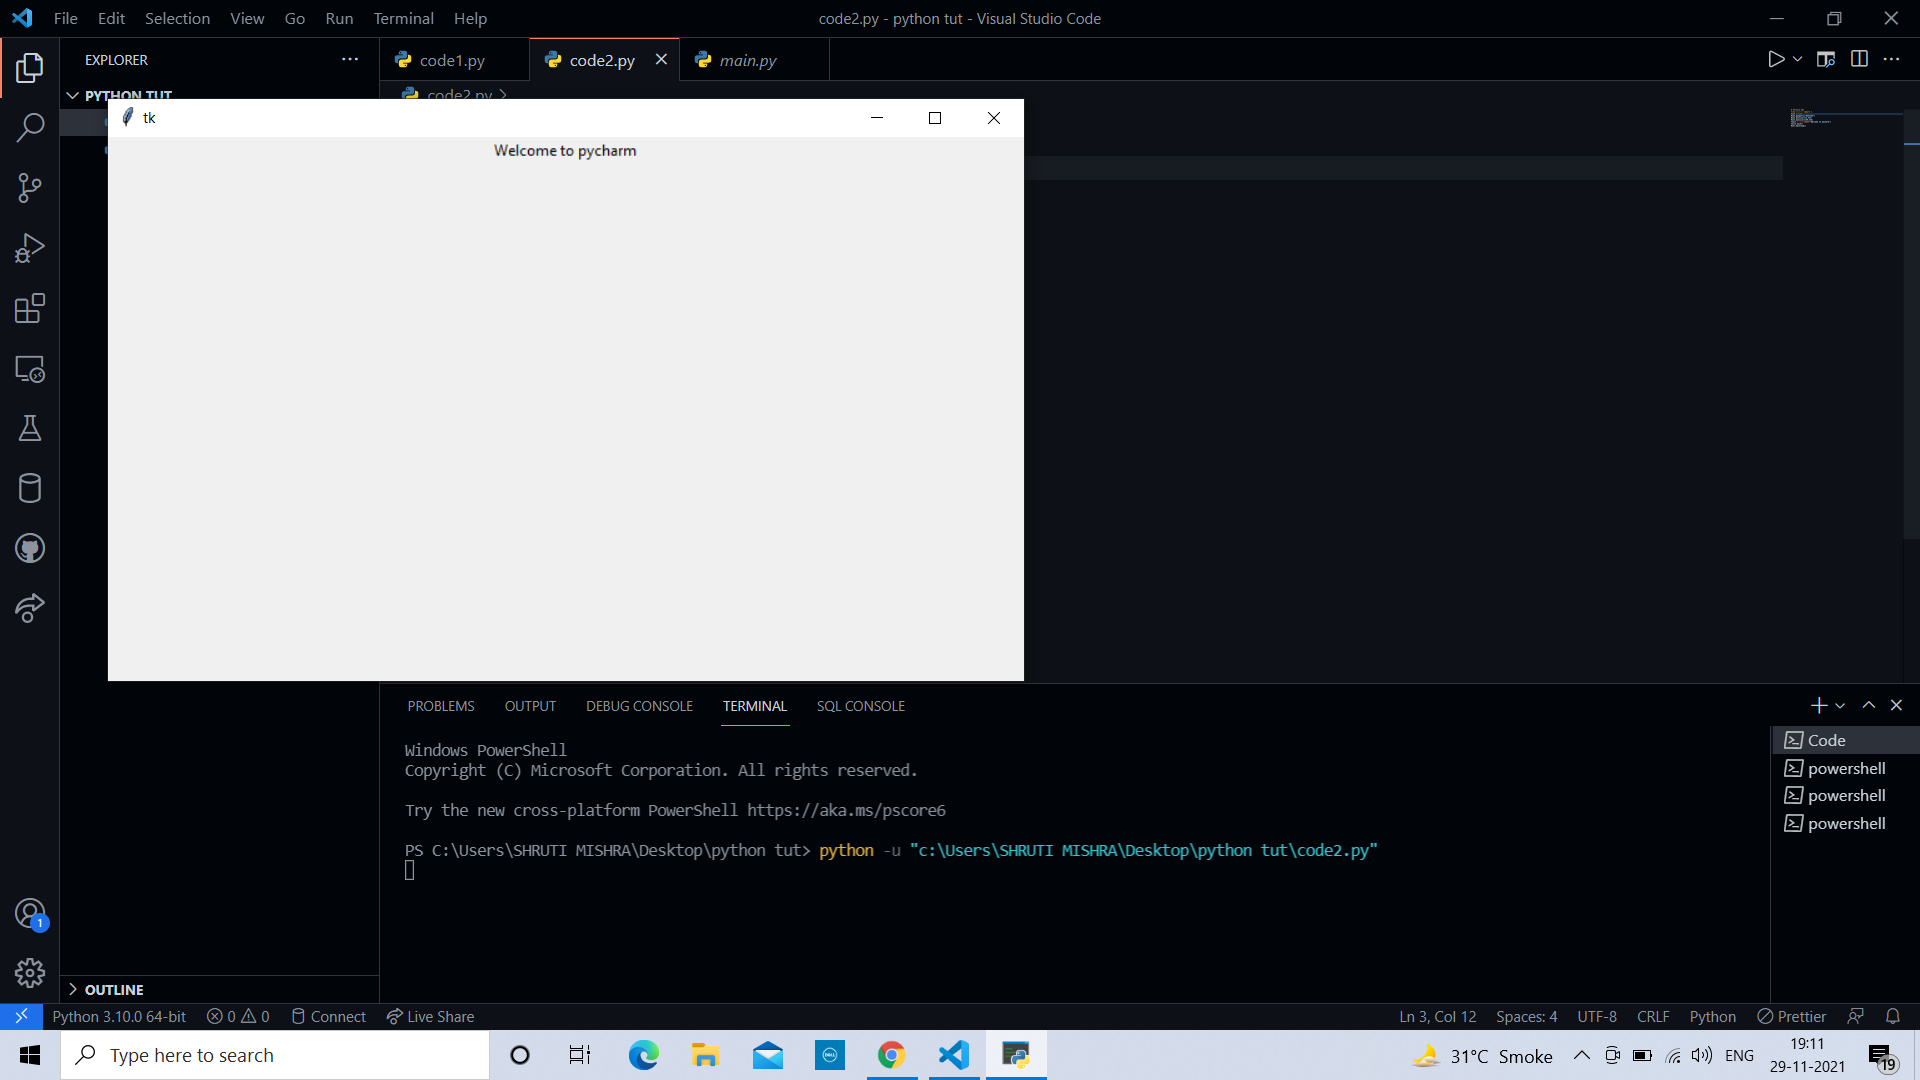 File Edit Selection View Go Run Terminal Help
code2.py - python tut - Visual Studio Code
EXPLORER
code1.py
code2.py
main.py
PYTHON TUT
code2.py
tk
Welcome to pycharm
PROBLEMS OUTPUT DEBUG CONSOLE TERMINAL SQL CONSOLE
Windows PowerShell
Copyright (C) Microsoft Corporation. All rights reserved.
Try the new cross-platform PowerShell https://aka.ms/pscore6
PS C:\Users\SHRUTI MISHRA\Desktop\python tut> python -u "c:\Users\SHRUTI MISHRA\Desktop\python tut\code2.py"
Code
powershell
powershell
powershell
1
OUTLINE
Python 3.10.0 64-bit 0 0 Connect Live Share
Ln 3, Col 12 Spaces: 4 UTF-8 CRLF Python Prettier
Type here to search
DELL
31°C Smoke
ENG
19:11
29-11-2021
19